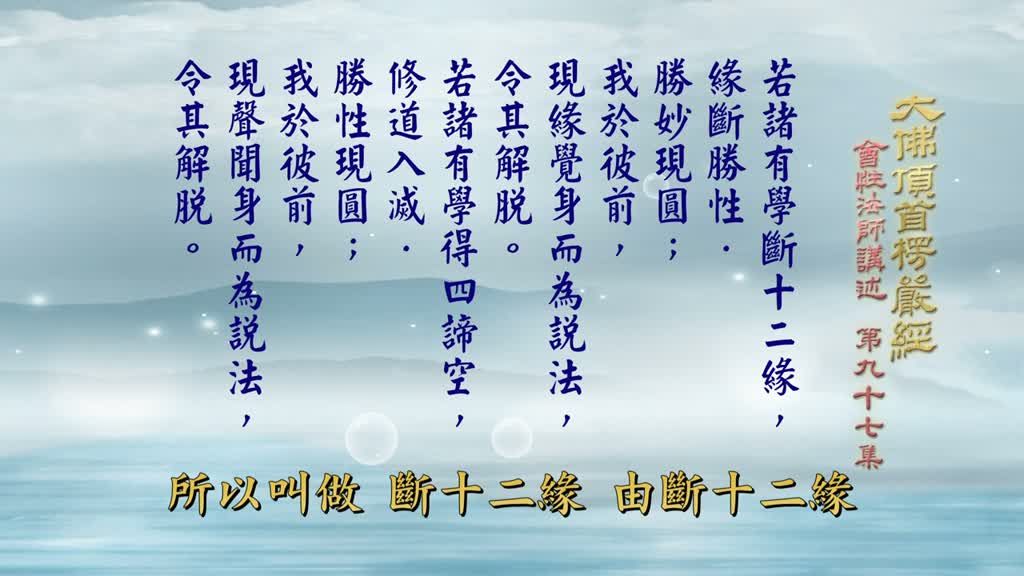 大佛頂首楞嚴經
會性法師講述 第九十七集
若諸有學斷十二緣，
緣斷勝性．
勝妙現圓；
我於彼前，
現緣覺身而為説法，
令其解脱。
若諸有學得四諦空，
修道入滅．
勝性現圓；
我於彼前，
現聲聞身而為説法，
令其解脱。
所以叫做 斷十二緣 由斷十二緣